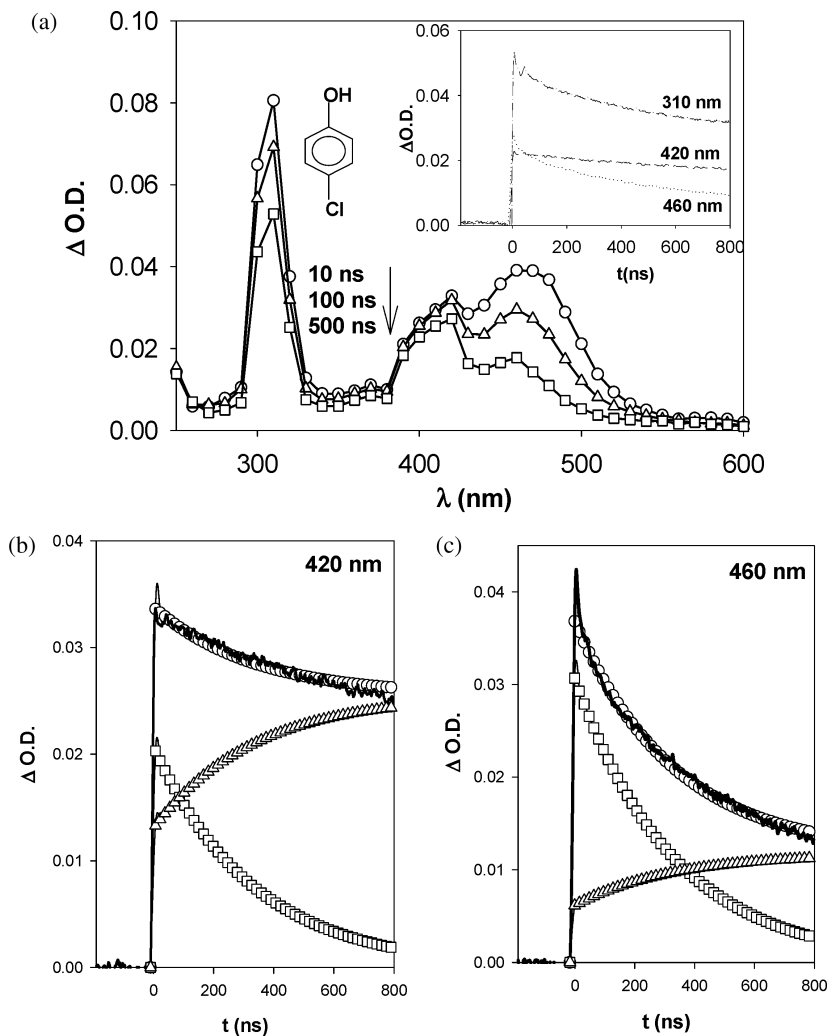 (a)
0.10
0.08
0.06
0.04
0.02
0.00
Δ O.D.
OH
Cl
10 ns
100 ns
500 ns
300
400
500
600
λ (nm)
0.06
0.04
0.02
0.00
ΔO.D.
310 nm
420 nm
460 nm
0
200
400
600
800
t(ns)
(b)
420 nm
0.04
0.03
0.02
0.01
0.00
Δ O.D.
0
200
400
600
800
t (ns)
(c)
460 nm
0.04
0.03
0.02
0.01
0.00
Δ O.D.
0
200
400
600
800
t (ns)